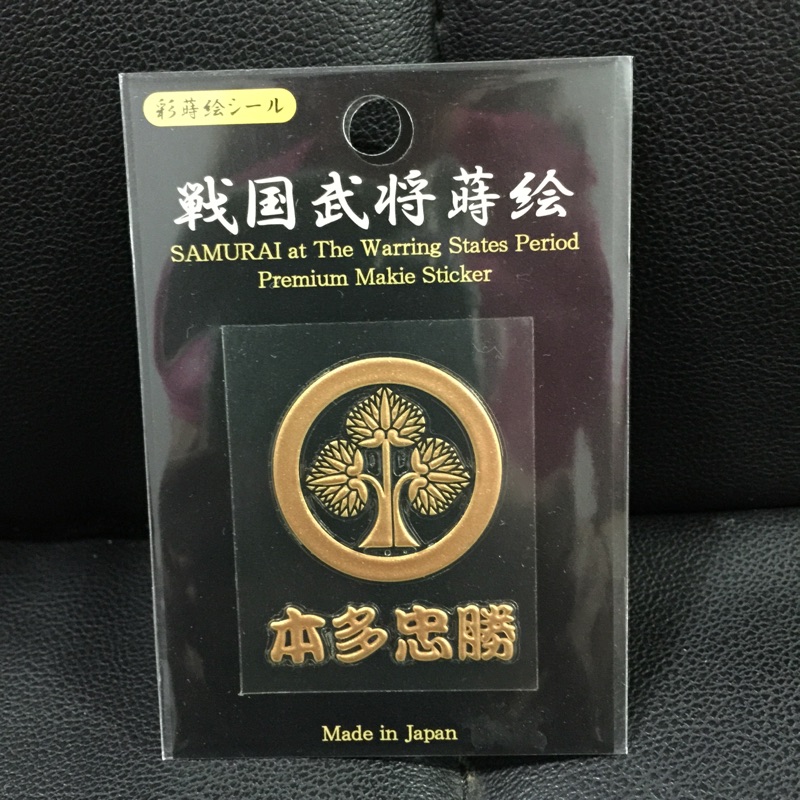 彩蒔絵シール
戦国武将蒔絵
SAMURAI at The Warring States Period
Premium Makie Sticker
本多忠勝
Made in Japan